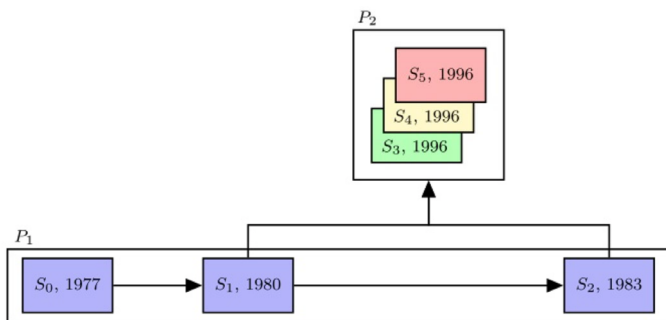 P₂
S₅, 1996
S₄, 1996
S₃, 1996
P₁
S₀, 1977 S₁, 1980 S₂, 1983